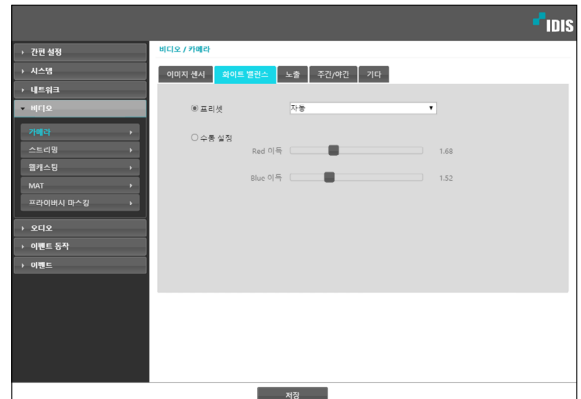 IDIS
간편 설정
시스템
네트워크
비디오
카메라
스트리밍
웹캐스팅
MAT
프라이버시 마스킹
오디오
이벤트 동작
이벤트
비디오 / 카메라
이미지 센서 화이트 밸런스 노출 주간/야간 기타
프리셋 자동
수동 설정
Red 이득 1.68
Blue 이득 1.52
저장